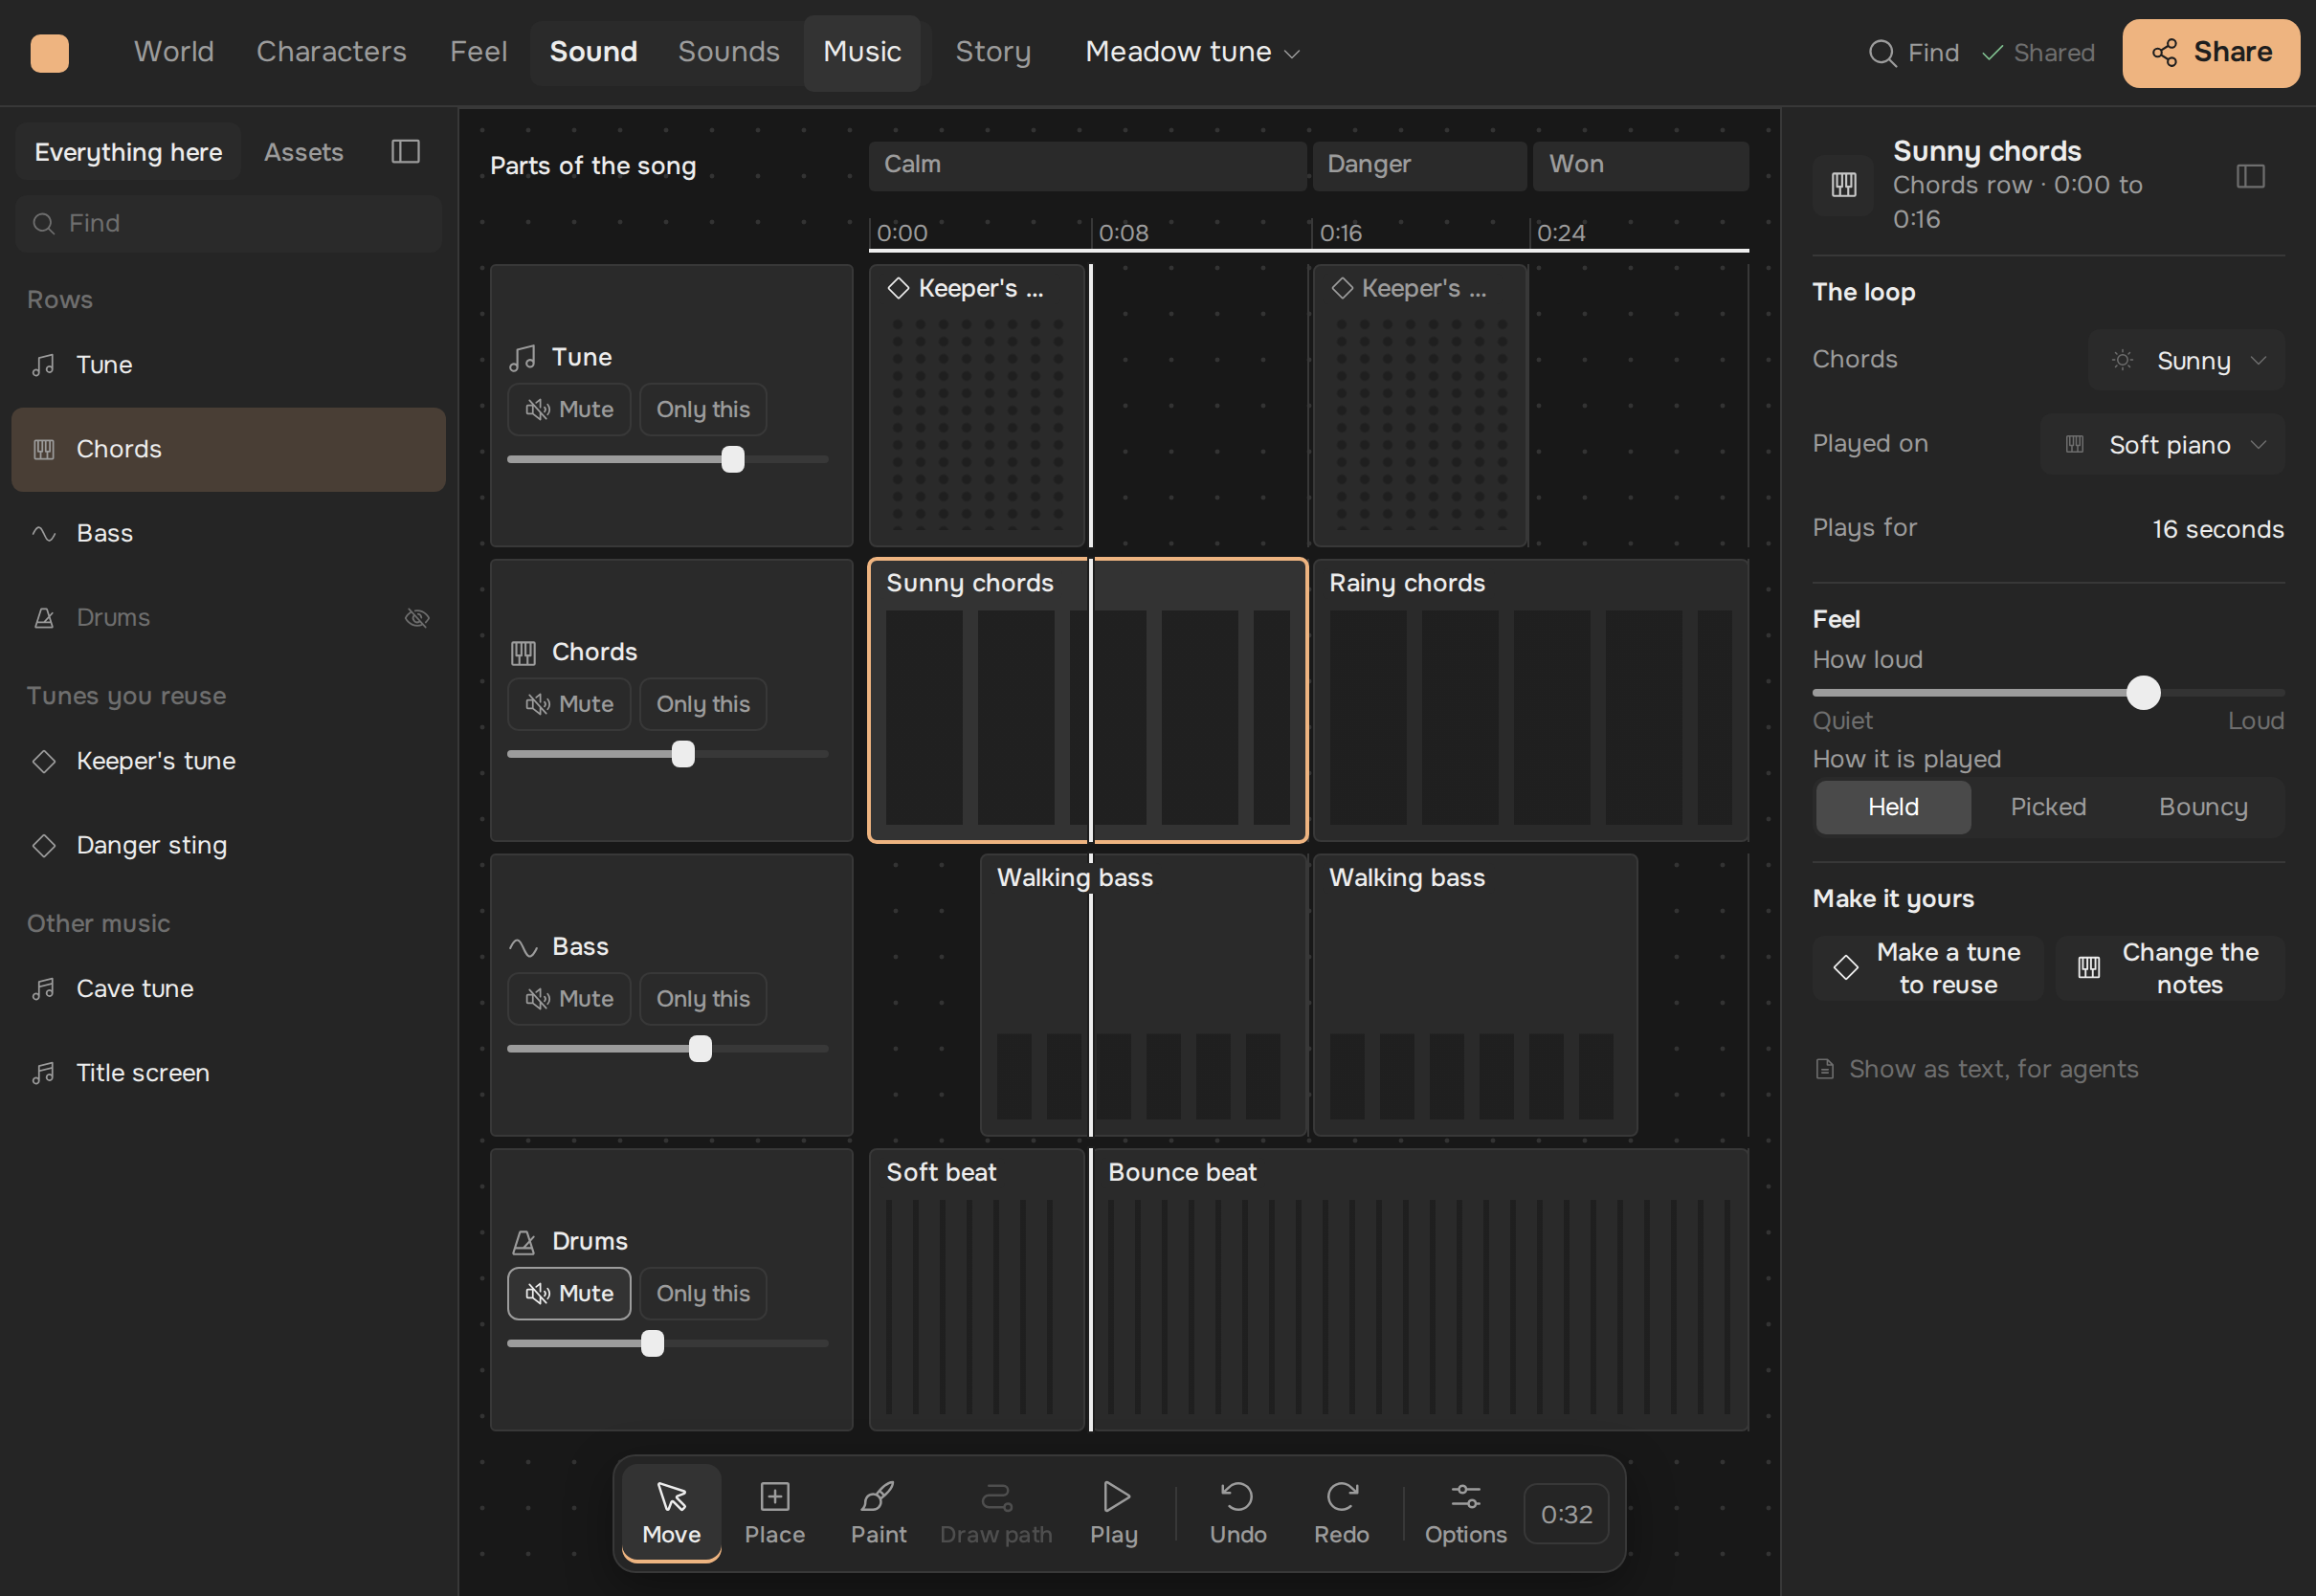 World Characters Feel Sound Sounds Music Story Meadow tune Find Shared Share
Everything here Assets
Find
Rows
Tune
Chords
Bass
Drums
Tunes you reuse
Keeper's tune
Danger sting
Other music
Cave tune
Title screen
Parts of the song Calm Danger Won
0:00 0:08 0:16 0:24
Keeper's ... Keeper's ...
Tune
Mute Only this
Sunny chords Rainy chords
Chords
Mute Only this
Walking bass Walking bass
Bass
Mute Only this
Soft beat Bounce beat
Drums
Mute Only this
Move Place Paint Draw path Play Undo Redo Options 0:32
Sunny chords
Chords row · 0:00 to
0:16
The loop
Chords Sunny
Played on Soft piano
Plays for 16 seconds
Feel
How loud
Quiet Loud
How it is played
Held Picked Bouncy
Make it yours
Make a tune
to reuse
Change the
notes
Show as text, for agents